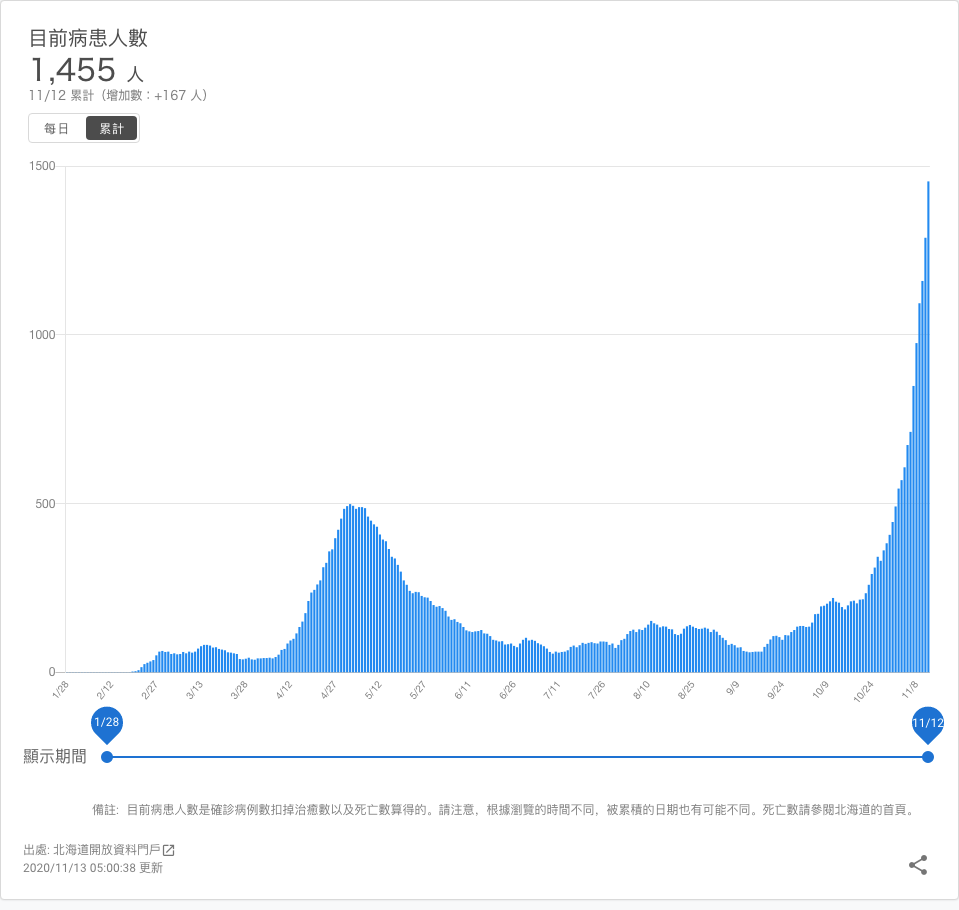 目前病患人數
1,455 人
11/12 累計（增加數：+167 人）
每日 累計
1500
1000
500
0
1/28 2/12 2/27 3/13 3/28 4/12 4/27 5/12 5/27 6/11 6/26 7/11 7/26 8/10 8/25 9/9 9/24 10/9 10/24 11/8
1/28 11/12
顯示期間
備註: 目前病患人數是確診病例數扣掉治癒數以及死亡數算得的。請注意，根據瀏覽的時間不同，被累積的日期也有可能不同。死亡數請參閱北海道的首頁。
出處: 北海道開放資料門戶
2020/11/13 05:00:38 更新